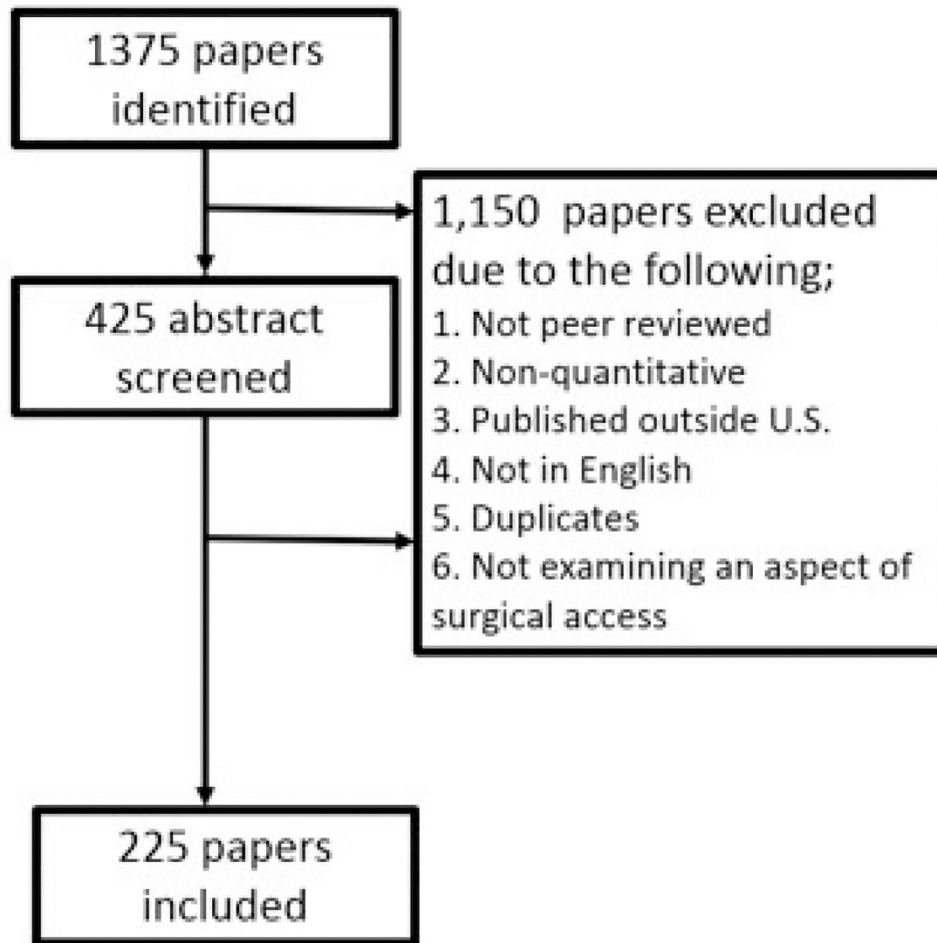 1375 papers
identified
1,150 papers excluded
due to the following;
1. Not peer reviewed
2. Non-quantitative
3. Published outside U.S.
4. Not in English
5. Duplicates
6. Not examining an aspect of
surgical access
425 abstract
screened
225 papers
included